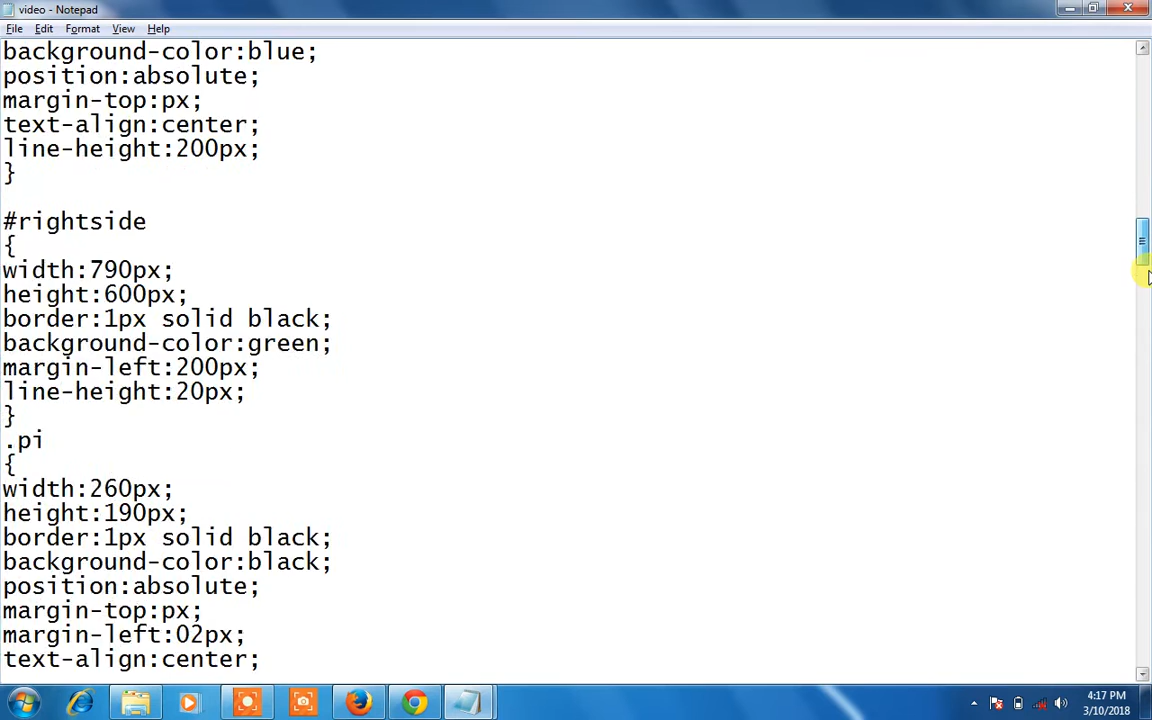 video - Notepad
File Edit Format View Help
background-color:blue;
position:absolute;
margin-top:px;
text-align:center;
line-height:200px;
}
#rightside
{
width:790px;
height:600px;
border:1px solid black;
background-color:green;
margin-left:200px;
line-height:20px;
}
.pi
{
width:260px;
height:190px;
border:1px solid black;
background-color:black;
position:absolute;
margin-top:px;
margin-left:02px;
text-align:center;
4:17 PM
3/10/2018